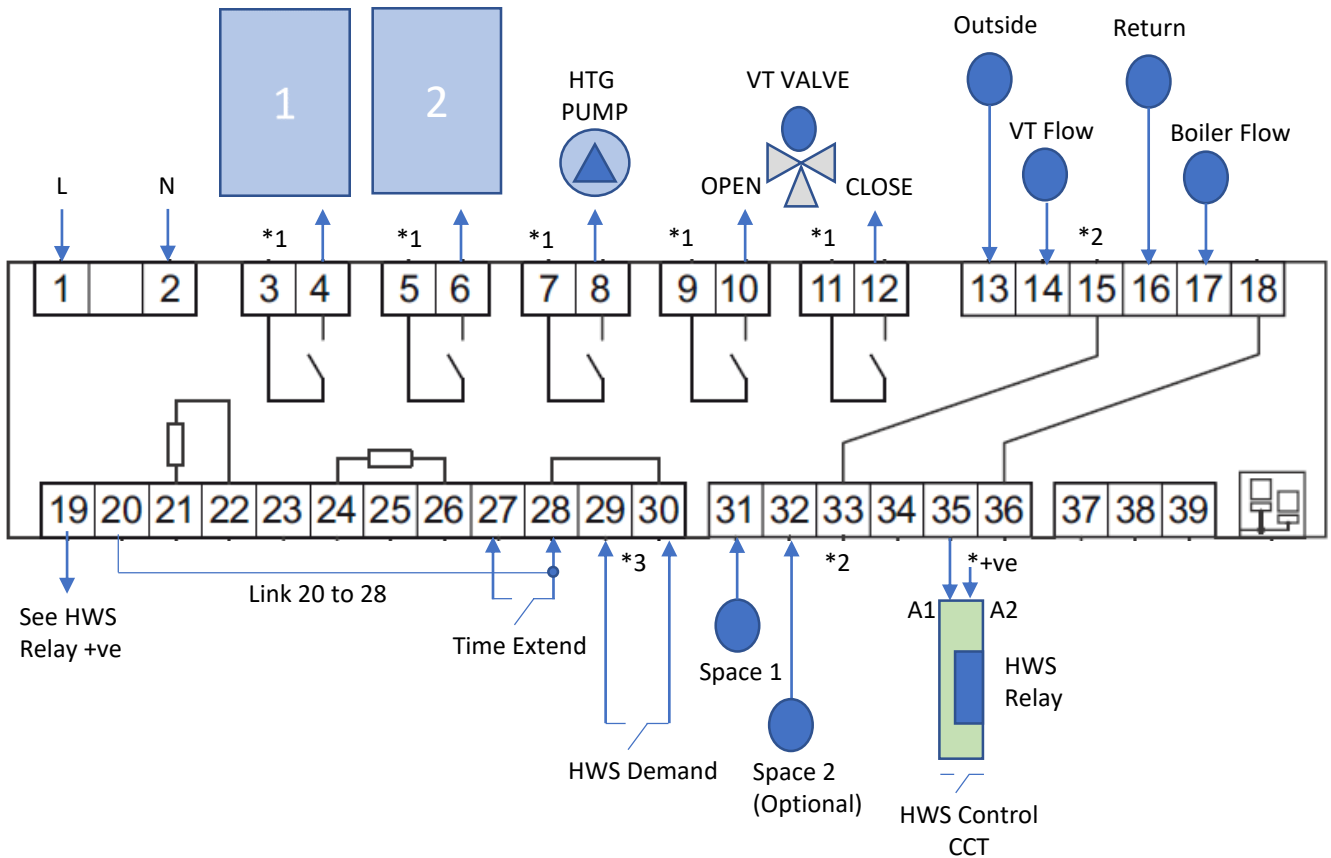 Outside
Return
1
2
HTG
PUMP
VT VALVE
VT Flow
Boiler Flow
L
N
OPEN
CLOSE
*1
*1
*1
*1
*1
*2
1 2 3 4 5 6 7 8 9 10 11 12 13 14 15 16 17 18
19 20 21 22 23 24 25 26 27 28 29 30 31 32 33 34 35 36 37 38 39
*3
*2
*+ve
Link 20 to 28
See HWS
Relay +ve
Time Extend
A1
A2
Space 1
HWS
Relay
HWS Demand
Space 2
(Optional)
HWS Control
CCT